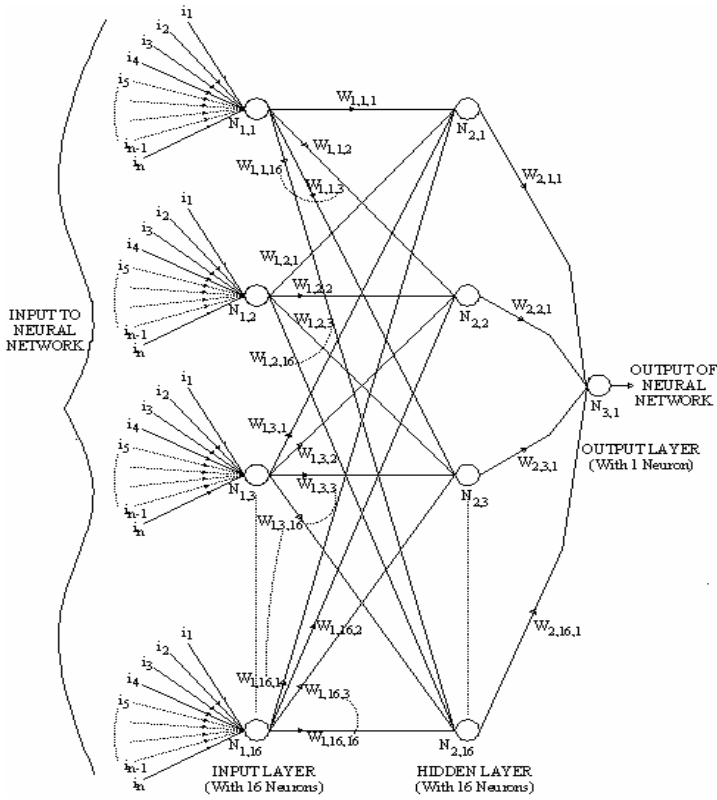 i1
i2
i3
i4
i5
in-1
in
N1,1
W1,1,1
N2,1
W1,1,2
W1,1,16
W1,1,3
W2,1,1
i1
i2
i3
i4
i5
in-1
in
N1,2
W1,2,1
W1,2,2
W1,2,3
W1,2,16
N2,2
W2,2,1
INPUT TO
NEURAL
NETWORK
OUTPUT OF
NEURAL
NETWORK
N3,1
OUTPUT LAYER
(With 1 Neuron)
i1
i2
i3
i4
i5
in-1
in
N1,3
W1,3,1
W1,3,2
W1,3,3
W1,3,16
N2,3
W2,3,1
i1
i2
i3
i4
i5
in-1
in
N1,16
W1,16,1
W1,16,2
W1,16,3
W1,16,16
N2,16
W2,16,1
INPUT LAYER
(With 16 Neurons)
HIDDEN LAYER
(With 16 Neurons)